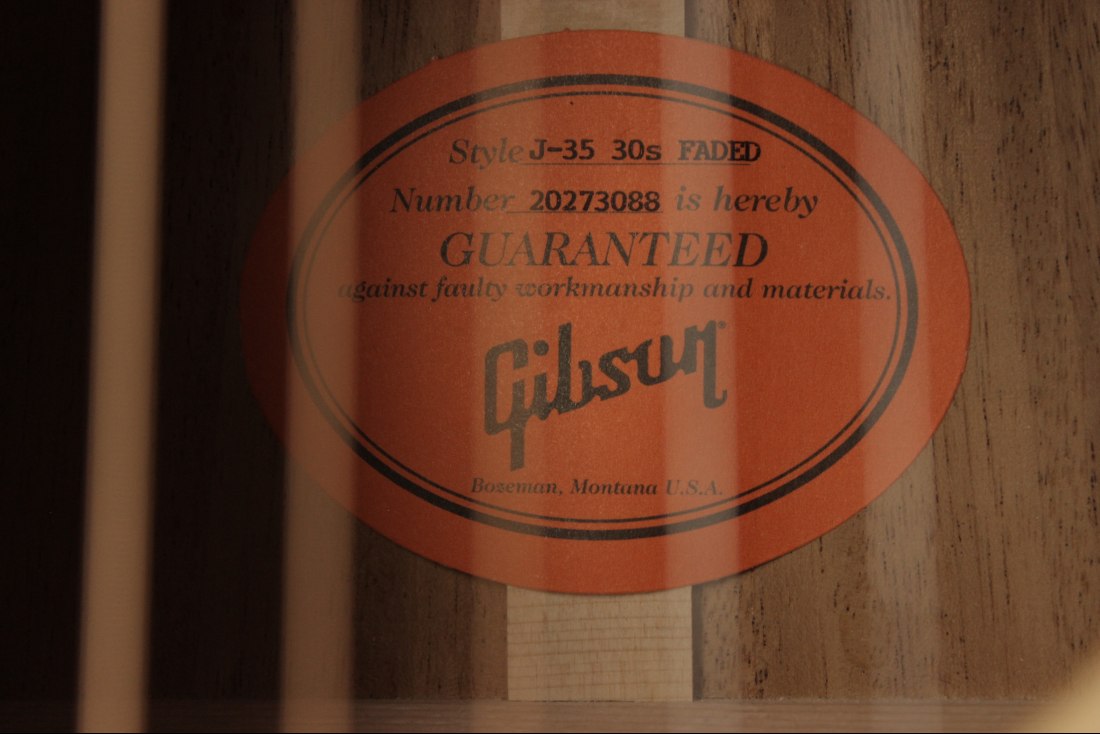 Style J-35 30s FADED
Number 20273088 is hereby
GUARANTEED
against faulty workmanship and materials.
Gibson®
Bozeman, Montana U.S.A.